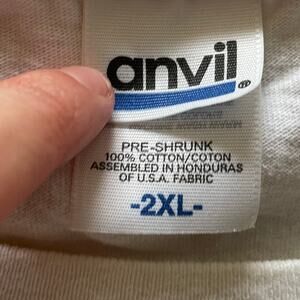 anvil
®
PRE-SHRUNK
100% COTTON/COTON
ASSEMBLED IN HONDURAS
OF U.S.A. FABRIC
-2XL-